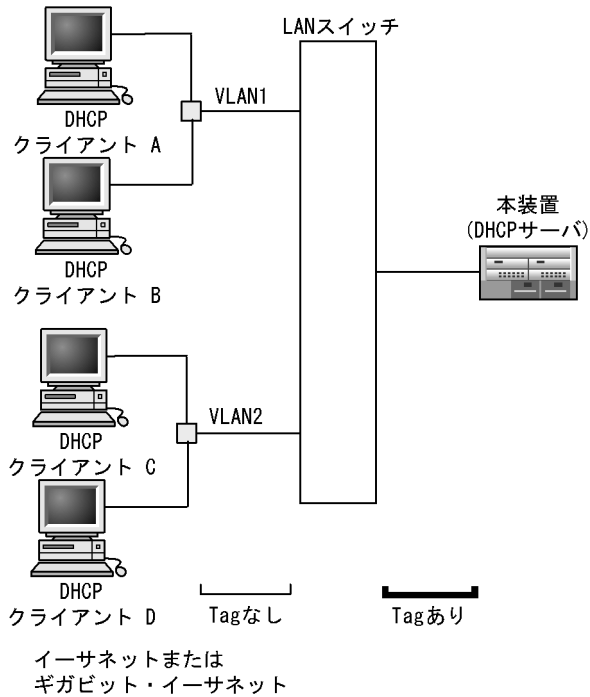 LANスイッチ
VLAN1
DHCP
クライアント A
DHCP
クライアント B
本装置
(DHCPサーバ)
VLAN2
DHCP
クライアント C
DHCP
クライアント D
Tagなし
Tagあり
イーサネットまたは
ギガビット・イーサネット